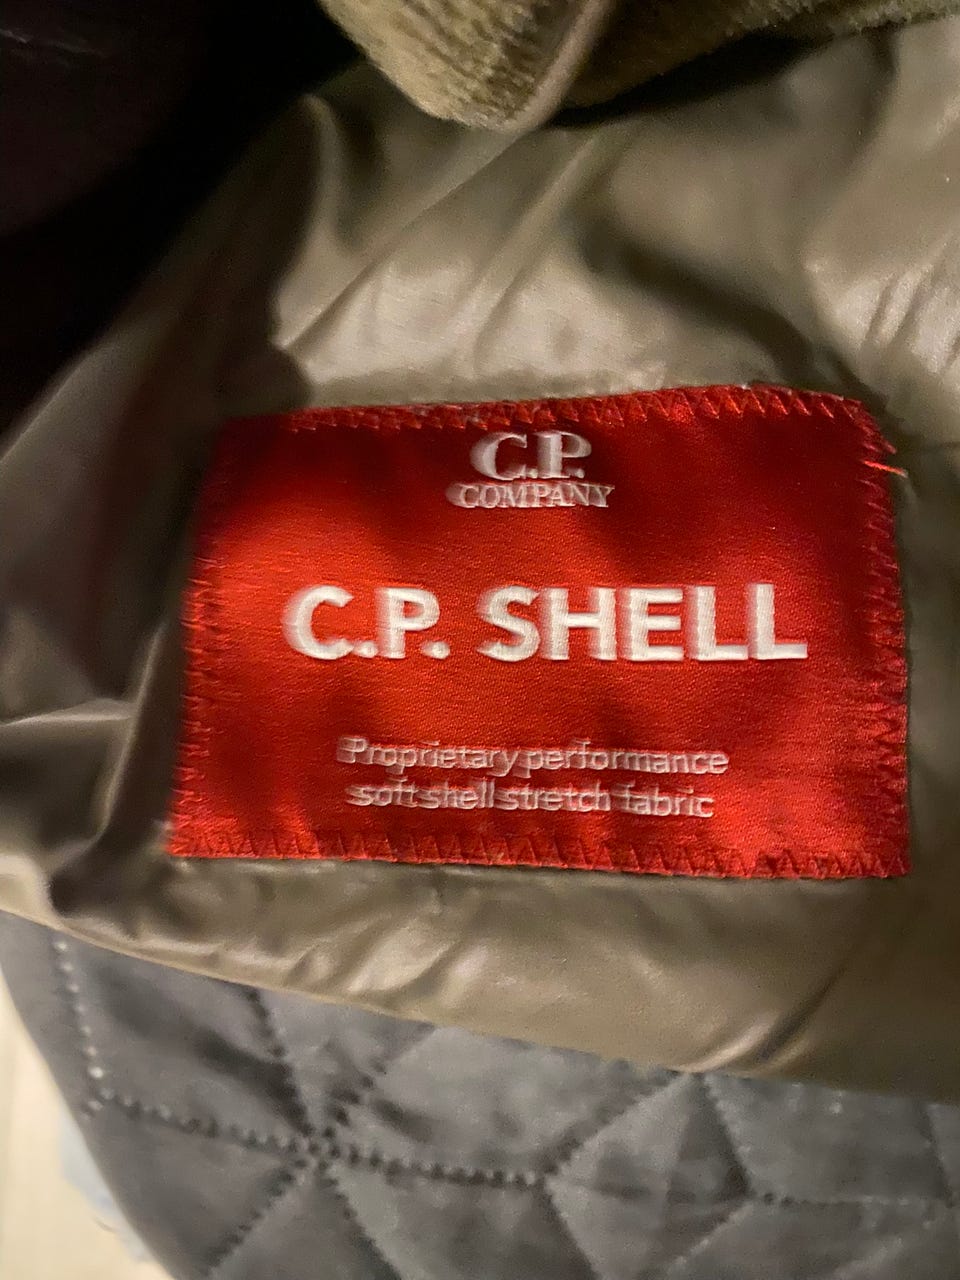 C.P.
COMPANY
C.P. SHELL
Proprietary performance
soft shell stretch fabric